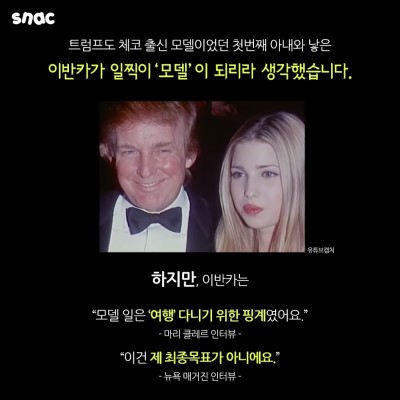 snac
트럼프도 체코 출신 모델이었던 첫번째 아내와 낳은
이반카가 일찍이 ‘모델’ 이 되리라 생각했습니다.
유튜브캡처
하지만, 이반카는
“모델 일은 ‘여행’ 다니기 위한 핑계였어요.”
- 마리 클레르 인터뷰 -
“이건 제 최종목표가 아니에요.”
- 뉴욕 매거진 인터뷰 -